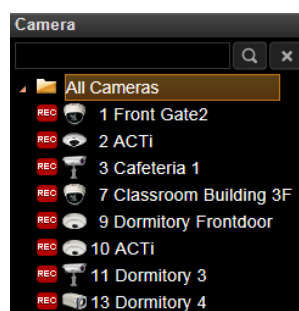 Camera
All Cameras
REC 1 Front Gate2
REC 2 ACTi
REC 3 Cafeteria 1
REC 7 Classroom Building 3F
REC 9 Dormitory Frontdoor
REC 10 ACTi
REC 11 Dormitory 3
REC 13 Dormitory 4